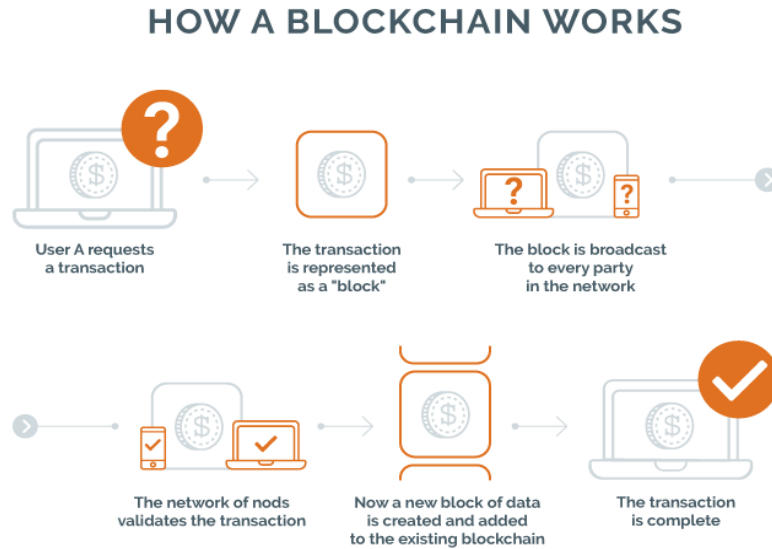 HOW A BLOCKCHAIN WORKS
User A requests
a transaction
The transaction
is represented
as a "block"
The block is broadcast
to every party
in the network
The network of nods
validates the transaction
Now a new block of data
is created and added
to the existing blockchain
The transaction
is complete